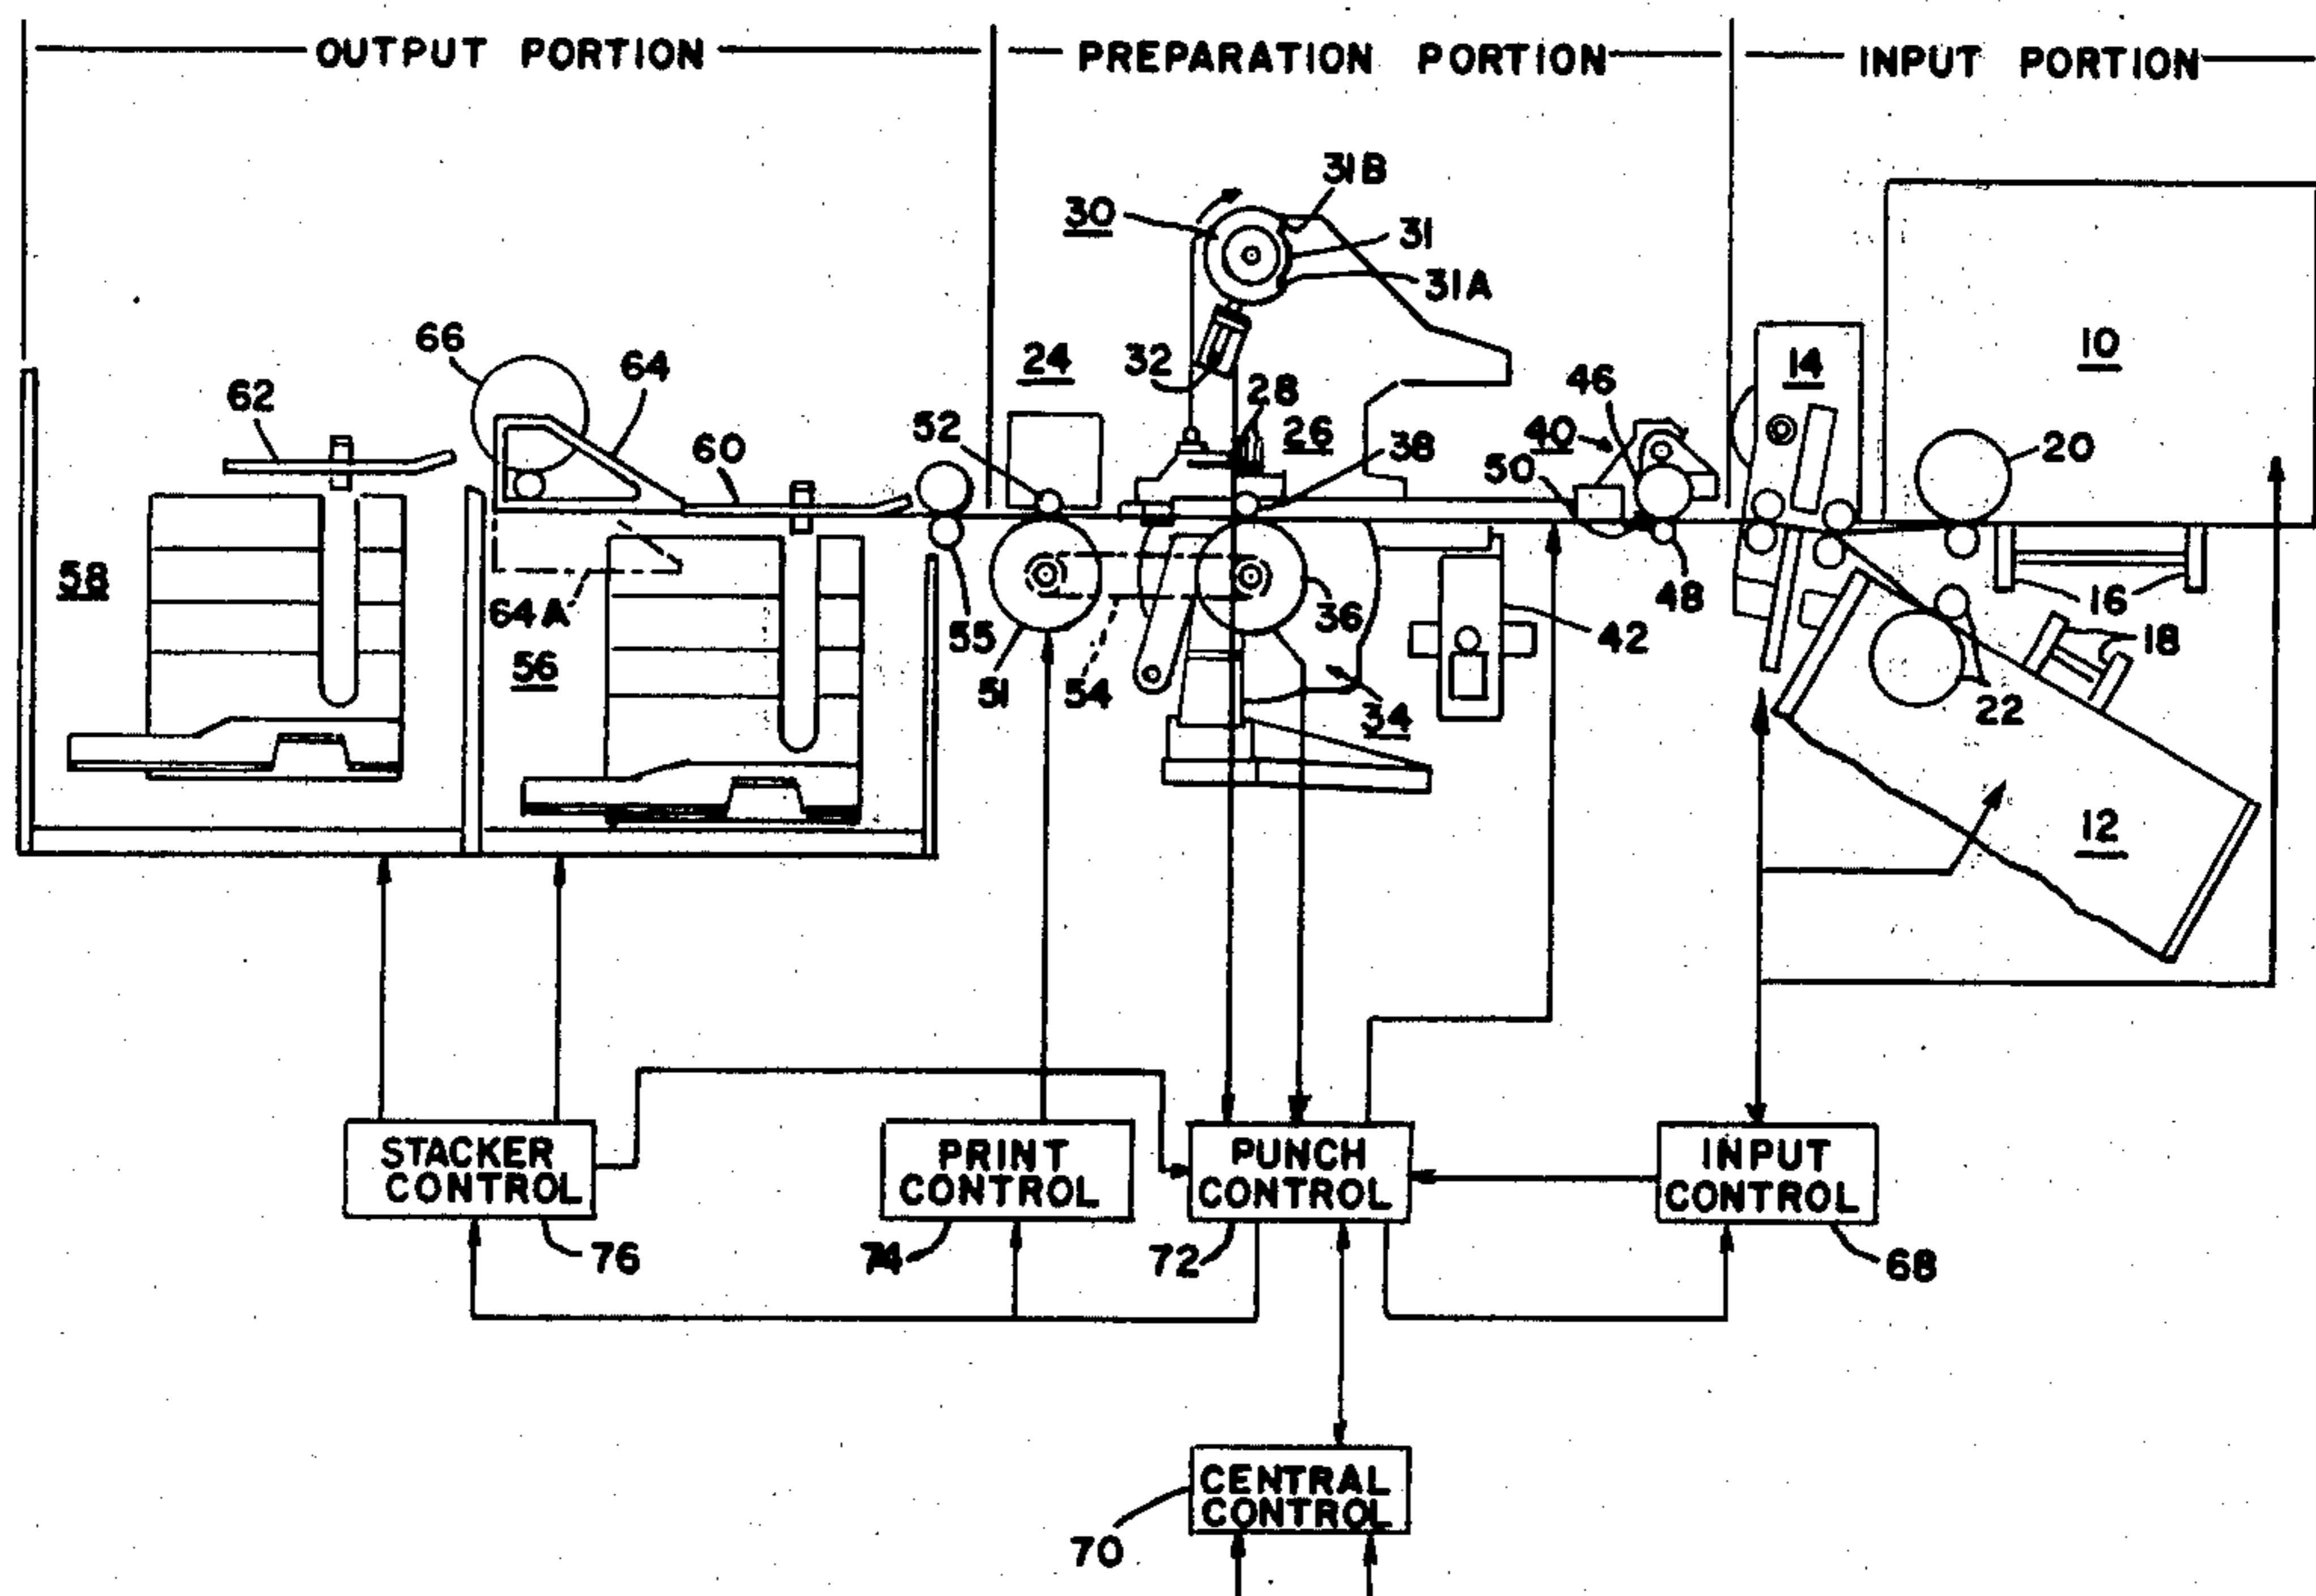 OUTPUT PORTION
PREPARATION PORTION
INPUT PORTION
31B
30
31
31A
66
64
62
32
24
28
26
14
10
46
40
52
38
60
50
20
58
64A
56
55
51
54
36
34
42
48
16
18
22
12
STACKER
CONTROL
PRINT
CONTROL
PUNCH
CONTROL
INPUT
CONTROL
76
74
72
68
CENTRAL
CONTROL
70